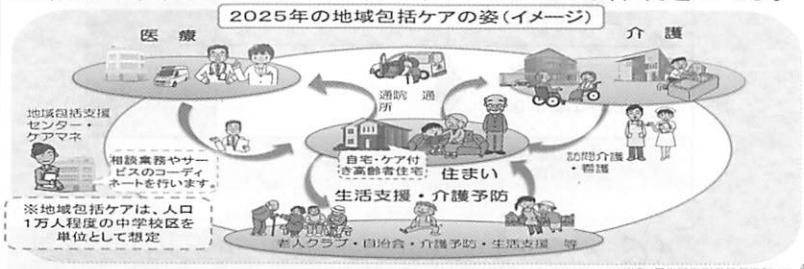 2025年の地域包括ケアの姿(イメージ)
医療
介護
通院 通
所
地域包括支援
センター・
ケアマネ
相談業務やサー
ビスのコーディ
ネートを行います。
自宅・ケア付
き高齢者住宅
住まい
訪問介護
・看護
生活支援・介護予防
※地域包括ケアは、人口
1万人程度の中学校区を
単位として想定
老人クラブ・自治会・介護予防・生活支援 等